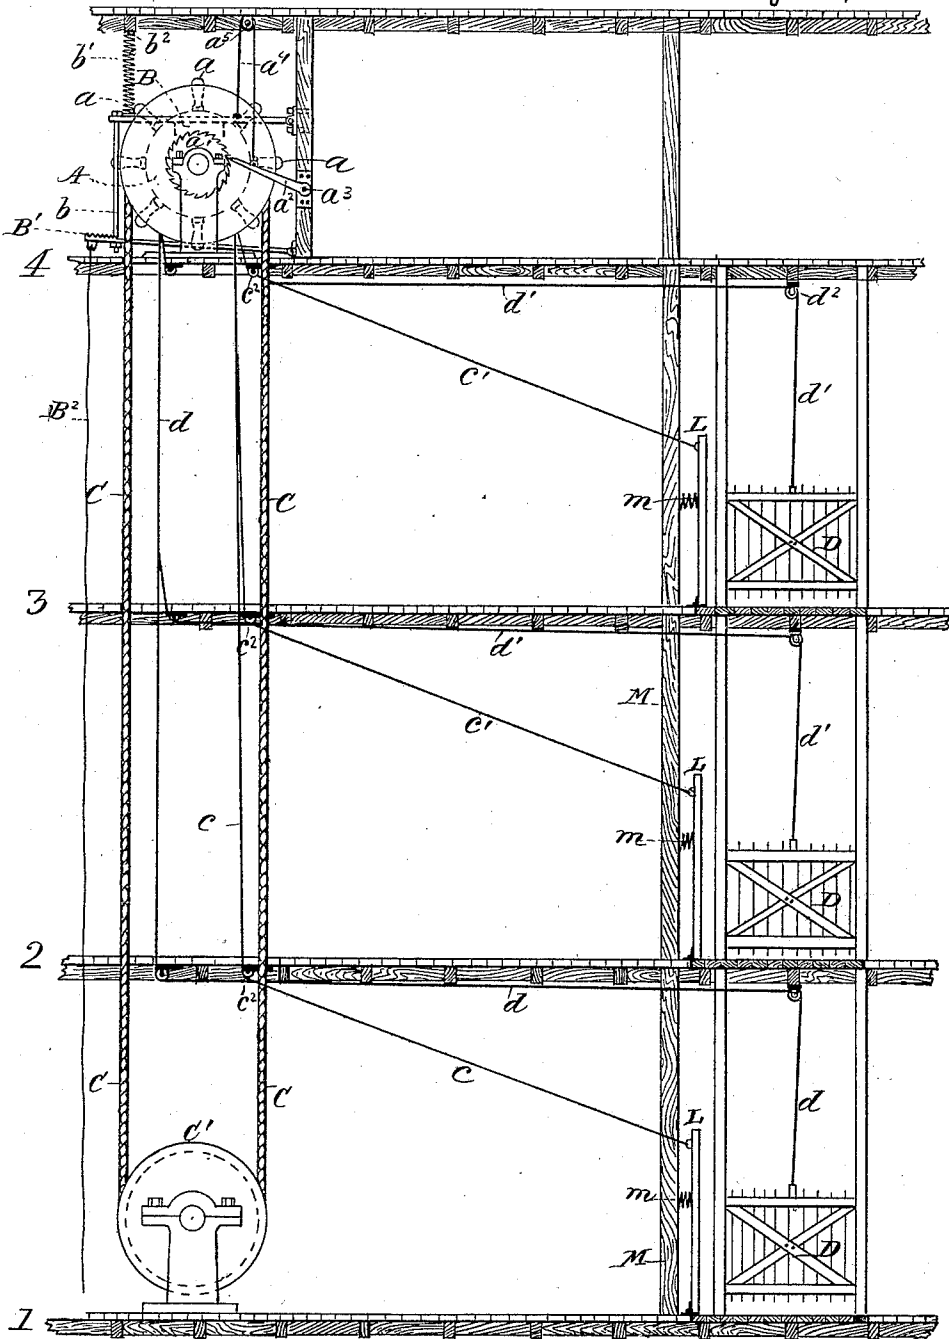 b' b² a⁵ a⁴
a
B
a
a'
a
A
a² a³
b
B'
4
c² d' d²
c' d'
B² d
L
C C
m
D
3
c² d'
M
c' d'
L
c
m
D
2
c² d
C c
C d
L
C'
m
D
M
1